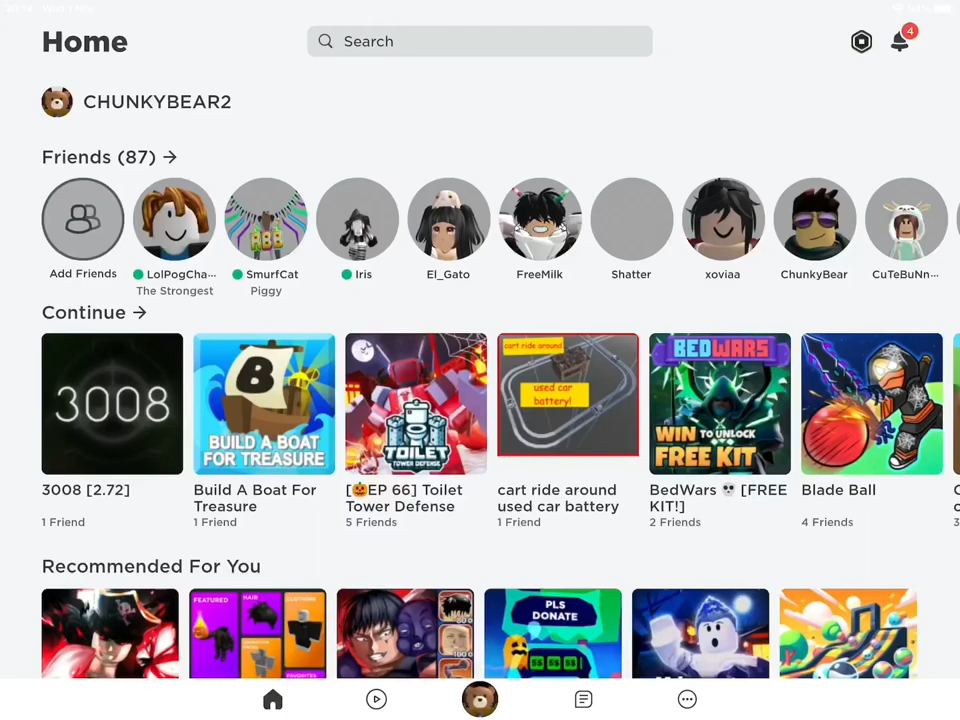 Home
Search
4
CHUNKYBEAR2
Friends (87) →
Add Friends
LolPogCha···
The Strongest
SmurfCat
Piggy
Iris
El_Gato
FreeMilk
Shatter
xoviaa
ChunkyBear
CuTeBuNn···
ABB
Continue →
3008
B
BUILD A BOAT
FOR TREASURE
TOILET
TOWER DEFENSE
cart ride around
used car
battery!
BEDWARS
WIN TO UNLOCK
FREE KIT
3008 [2.72]
1 Friend
Build A Boat For
Treasure
1 Friend
[🎃EP 66] Toilet
Tower Defense
5 Friends
cart ride around
used car battery
1 Friend
BedWars 💀 [FREE
KIT!]
2 Friends
Blade Ball
4 Friends
Recommended For You
FEATURED
HAIR
PLS
DONATE